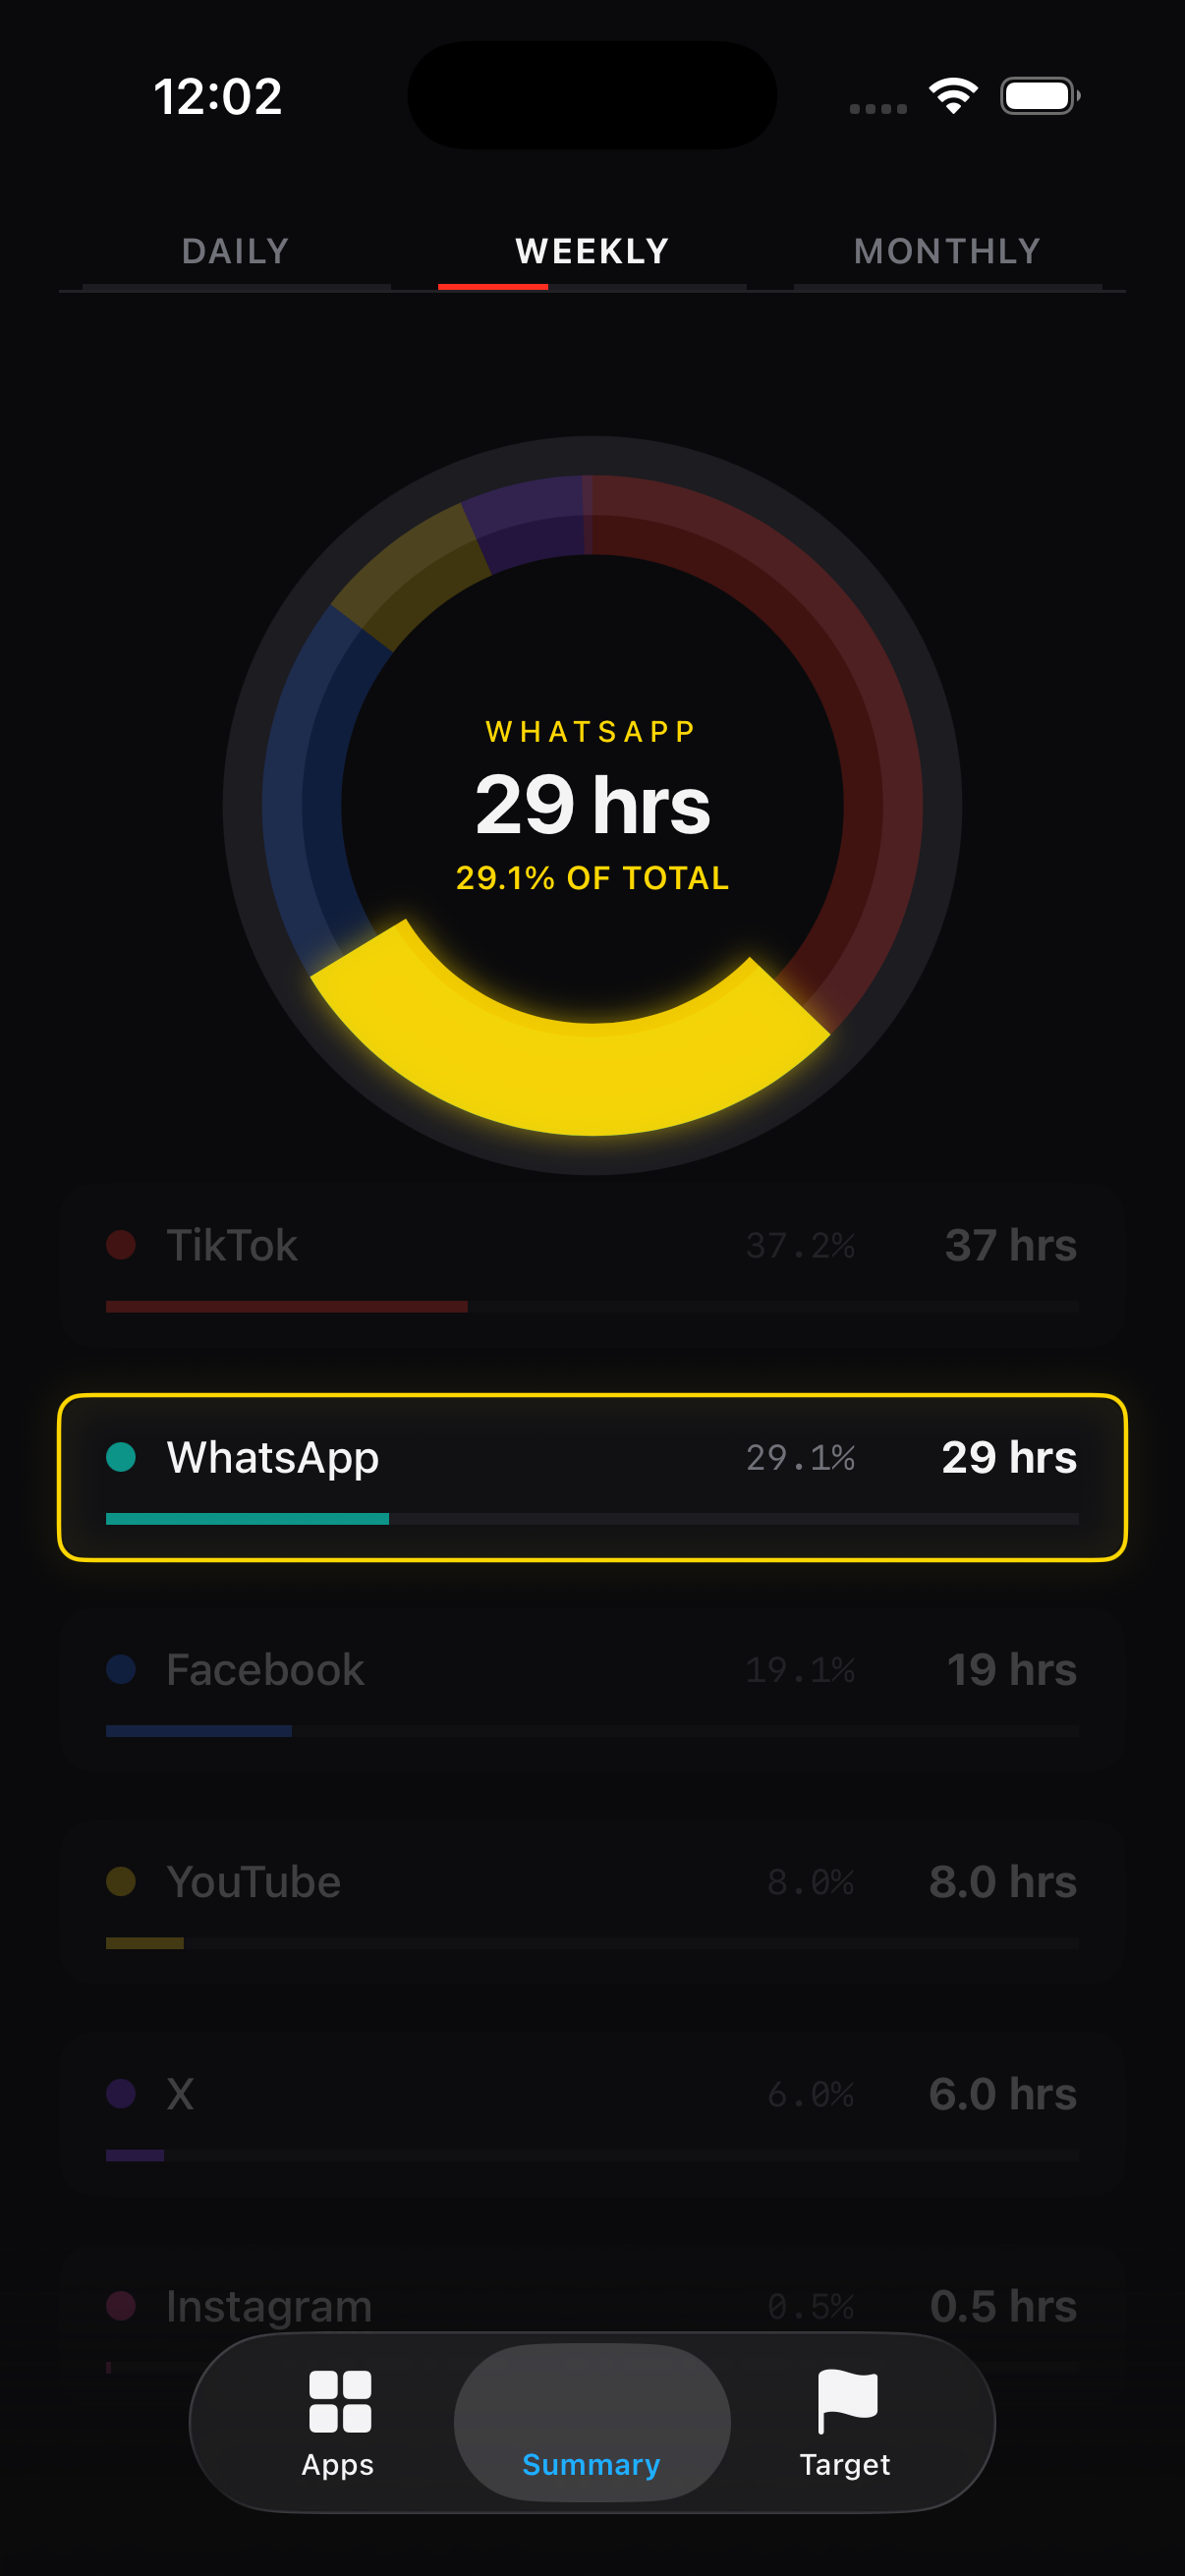 12:02
DAILY WEEKLY MONTHLY
WHATSAPP
29 hrs
29.1% OF TOTAL
TikTok 37.2% 37 hrs
WhatsApp 29.1% 29 hrs
Facebook 19.1% 19 hrs
YouTube 8.0% 8.0 hrs
X 6.0% 6.0 hrs
Instagram 0.5% 0.5 hrs
Apps Summary Target